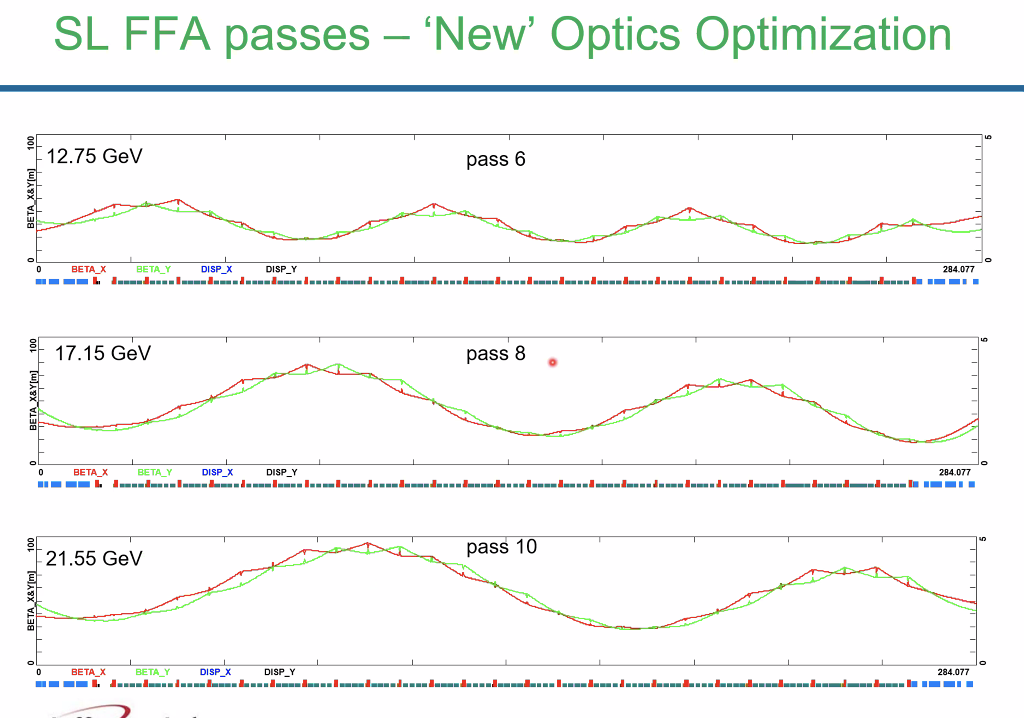 SL FFA passes – ‘New’ Optics Optimization
12.75 GeV
pass 6
100
5
BETA_X&Y[m]
0
0
0
BETA_X
BETA_Y
DISP_X
DISP_Y
284.077
17.15 GeV
pass 8
100
5
BETA_X&Y[m]
0
0
0
BETA_X
BETA_Y
DISP_X
DISP_Y
284.077
21.55 GeV
pass 10
100
5
BETA_X&Y[m]
0
0
0
BETA_X
BETA_Y
DISP_X
DISP_Y
284.077